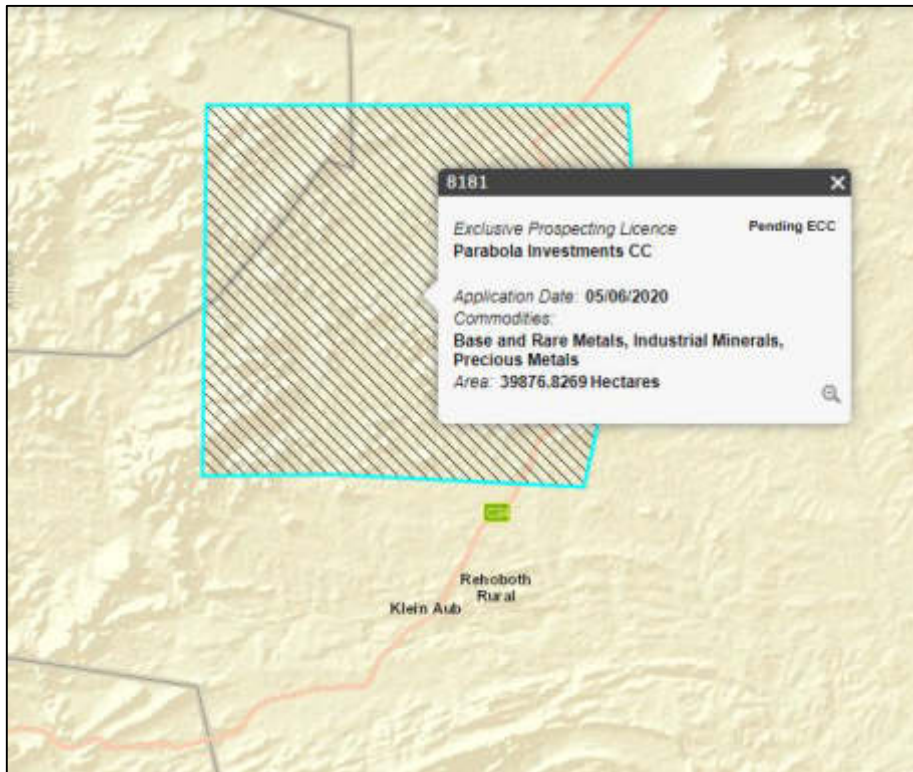 8181
Exclusive Prospecting Licence Pending ECC
Parabola Investments CC
Application Date: 05/06/2020
Commodities:
Base and Rare Metals, Industrial Minerals,
Precious Metals
Area: 39876.8269 Hectares
Rehoboth
Rural
Klein Aub